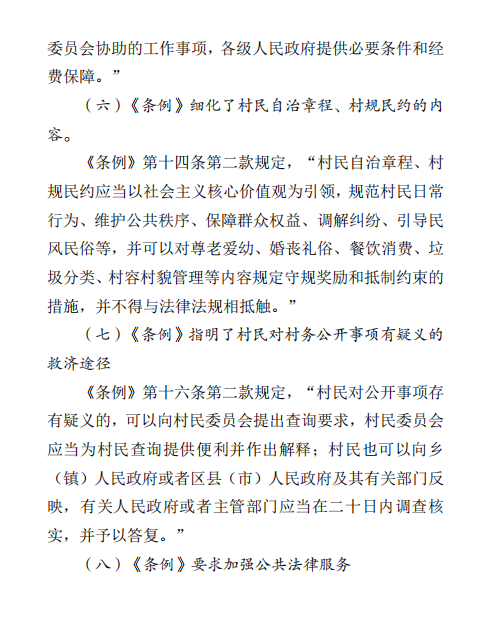 委员会协助的工作事项，各级人民政府提供必要条件和经
费保障。”
（六）《条例》细化了村民自治章程、村规民约的内
容。
《条例》第十四条第二款规定，“村民自治章程、村
规民约应当以社会主义核心价值观为引领，规范村民日常
行为、维护公共秩序、保障群众权益、调解纠纷、引导民
风民俗等，并可以对尊老爱幼、婚丧礼俗、餐饮消费、垃
圾分类、村容村貌管理等内容规定守规奖励和抵制约束的
措施，并不得与法律法规相抵触。”
（七）《条例》指明了村民对村务公开事项有疑义的
救济途径
《条例》第十六条第二款规定，“村民对公开事项存
有疑义的，可以向村民委员会提出查询要求，村民委员会
应当为村民查询提供便利并作出解释；村民也可以向乡
（镇）人民政府或者区县（市）人民政府及其有关部门反
映，有关人民政府或者主管部门应当在二十日内调查核
实，并予以答复。”
（八）《条例》要求加强公共法律服务